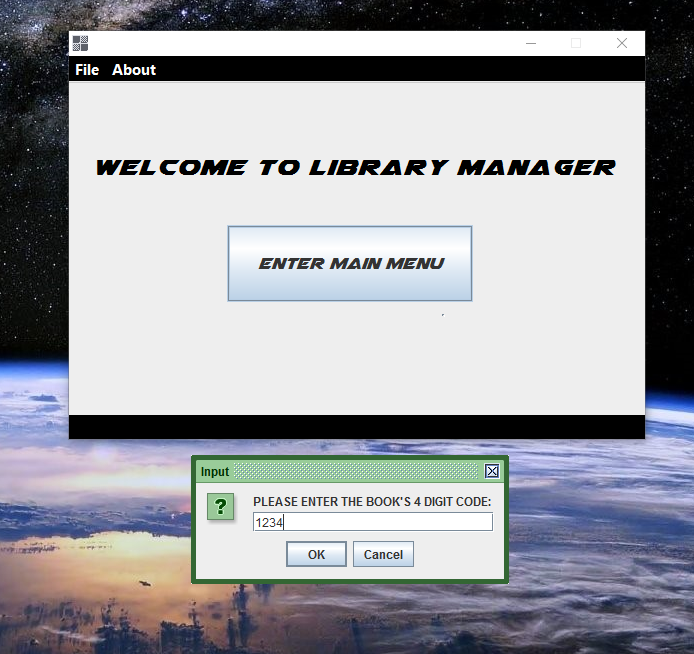 File About
WELCOME TO LIBRARY MANAGER
ENTER MAIN MENU
Input
?
PLEASE ENTER THE BOOK'S 4 DIGIT CODE:
1234
OK Cancel